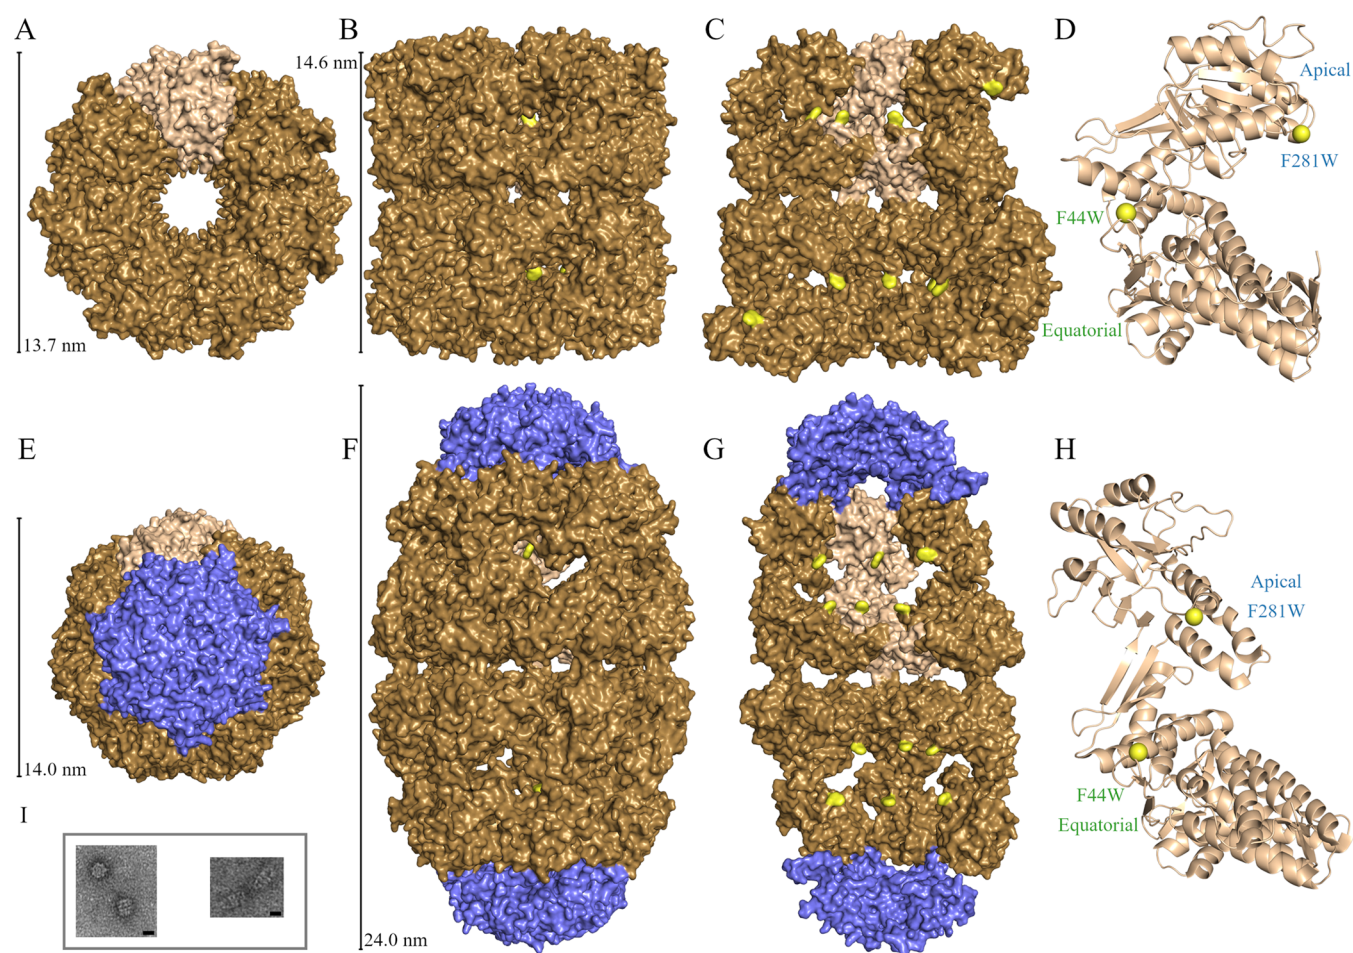 A
B
C
D
14.6 nm
Apical
F281W
F44W
Equatorial
13.7 nm
E
F
G
H
Apical
F281W
F44W
Equatorial
14.0 nm
I
24.0 nm